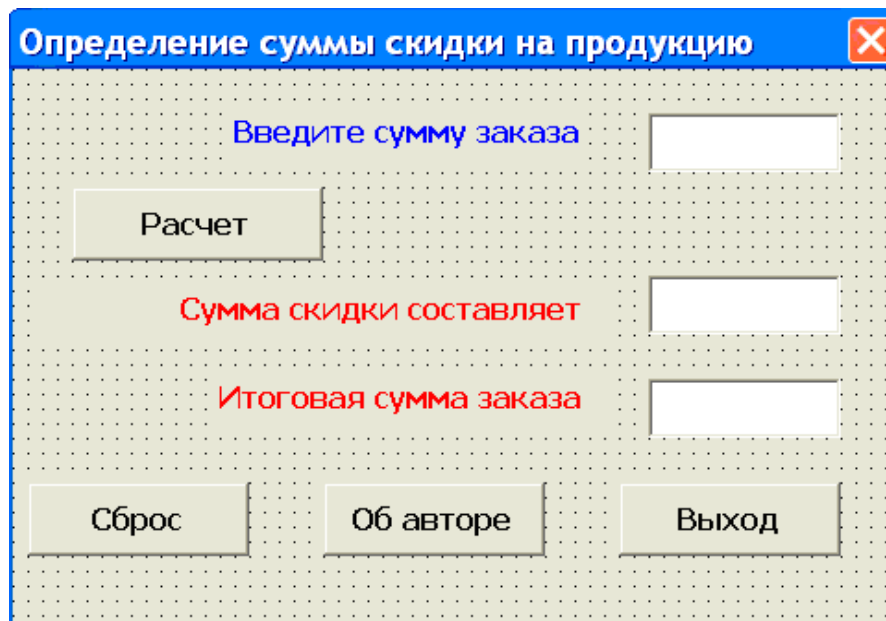 Определение суммы скидки на продукцию
Введите сумму заказа
Расчет
Сумма скидки составляет
Итоговая сумма заказа
Сброс
Об авторе
Выход